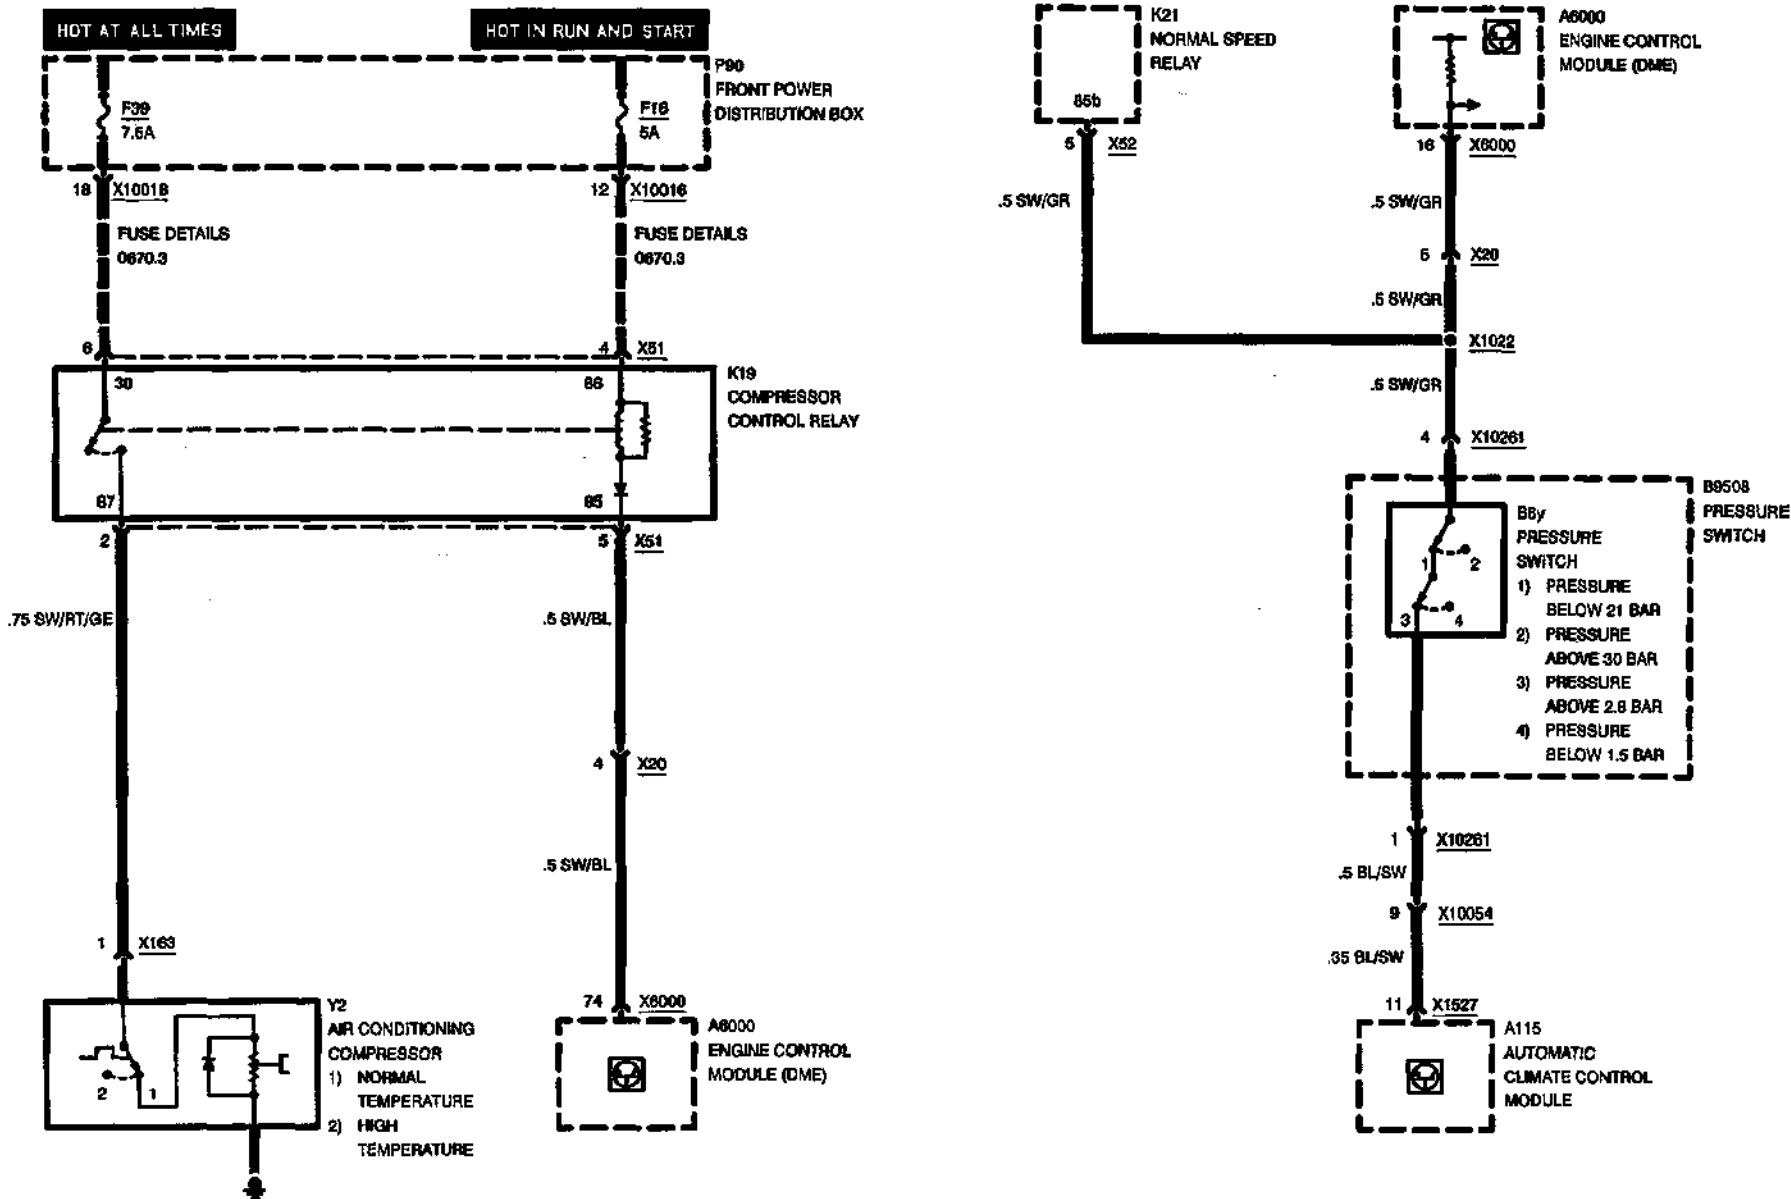 HOT AT ALL TIMES
HOT IN RUN AND START
P90
FRONT POWER
DISTRIBUTION BOX
F39
7.5A
F16
5A
18 X10018
12 X10016
FUSE DETAILS
0670.3
FUSE DETAILS
0670.3
6
4 X51
30
86
K19
COMPRESSOR
CONTROL RELAY
87
85
2
5 X51
.75 SW/RT/GE
.5 SW/BL
4 X20
.5 SW/BL
1 X163
74 X6000
Y2
AIR CONDITIONING
COMPRESSOR
1) NORMAL
TEMPERATURE
2) HIGH
TEMPERATURE
2
1
A6000
ENGINE CONTROL
MODULE (DME)
K21
NORMAL SPEED
RELAY
85b
5 X52
.5 SW/GR
A6000
ENGINE CONTROL
MODULE (DME)
16 X6000
.5 SW/GR
5 X20
.5 SW/GR
X1022
.5 SW/GR
4 X10261
B9508
PRESSURE
SWITCH
B8y
PRESSURE
SWITCH
1) PRESSURE
BELOW 21 BAR
2) PRESSURE
ABOVE 30 BAR
3) PRESSURE
ABOVE 2.8 BAR
4) PRESSURE
BELOW 1.5 BAR
1
2
3
4
1 X10261
.5 BL/SW
9 X10054
.35 BL/SW
11 X1527
A115
AUTOMATIC
CLIMATE CONTROL
MODULE